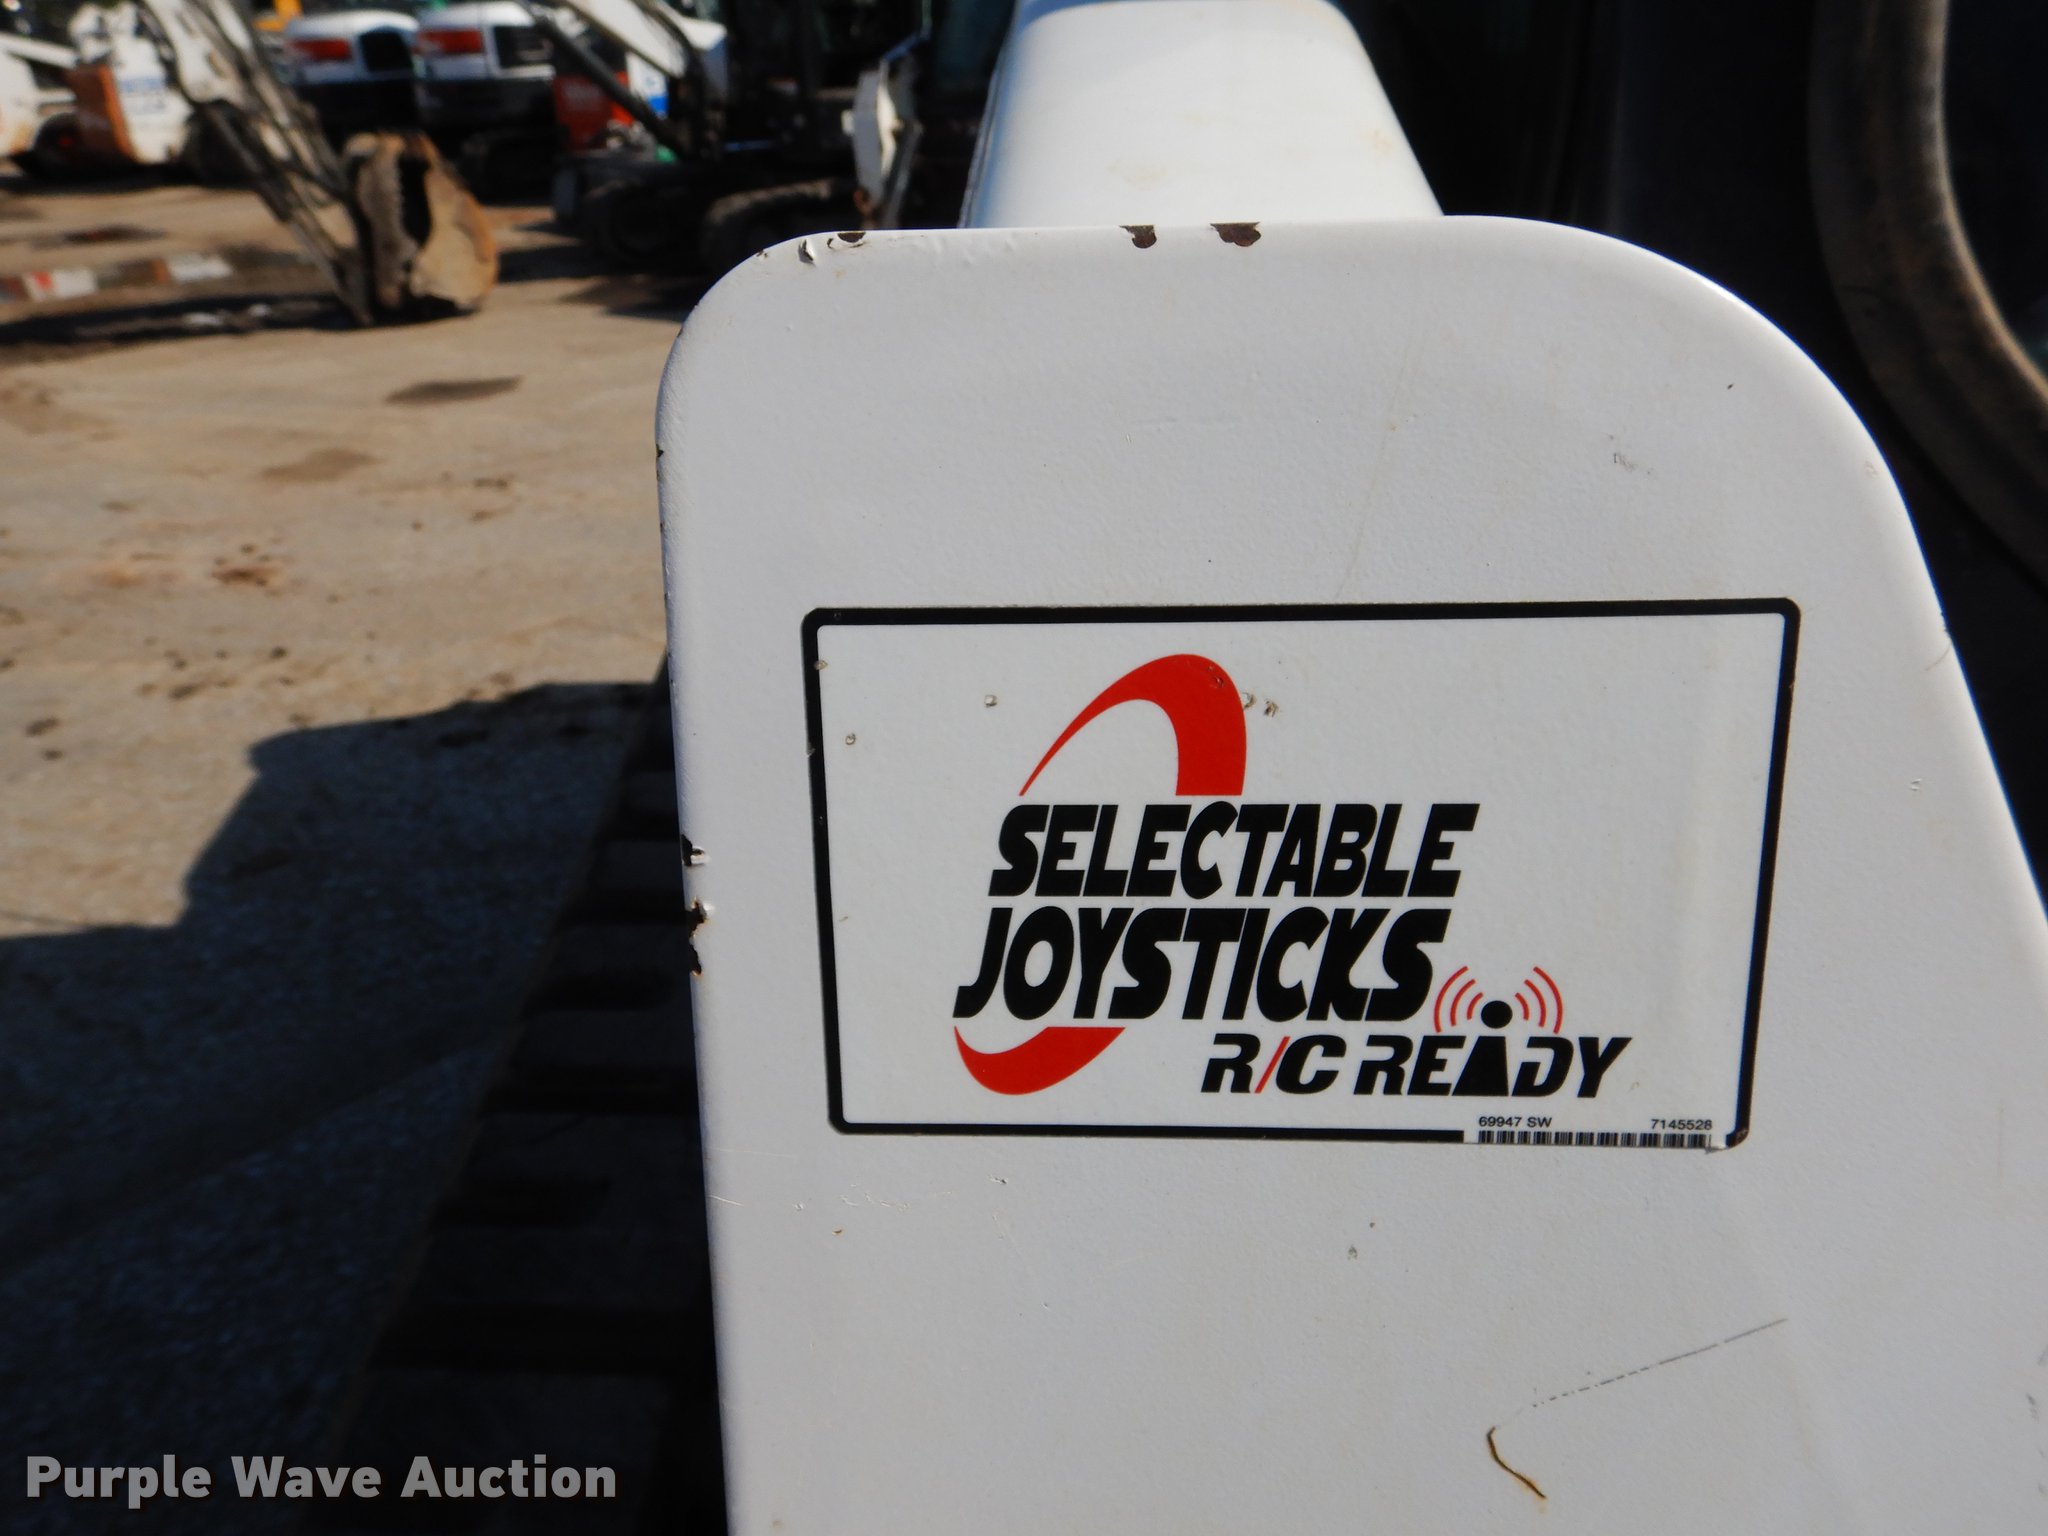 SELECTABLE
JOYSTICKS
R/C READY
69947 SW 7145528
Purple Wave Auction